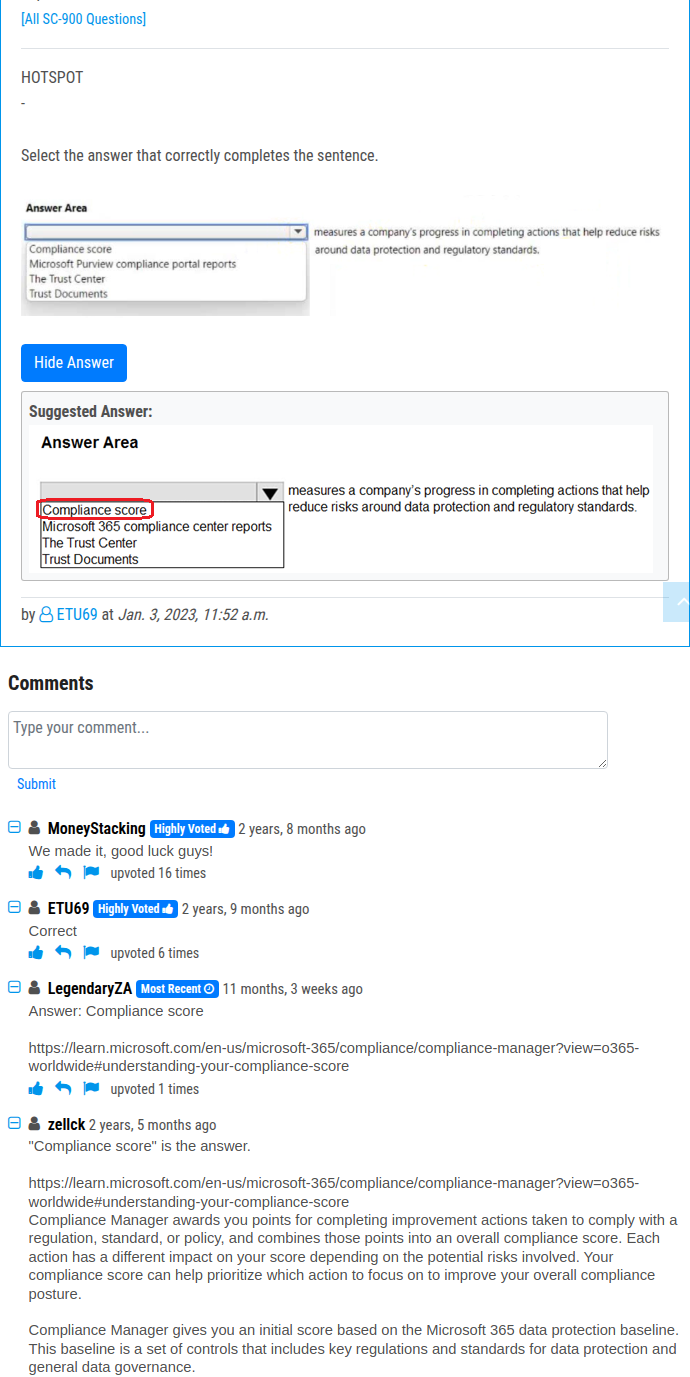 [All SC-900 Questions]
HOTSPOT
-
Select the answer that correctly completes the sentence.
Answer Area
measures a company's progress in completing actions that help reduce risks
around data protection and regulatory standards.
Compliance score
Microsoft Purview compliance portal reports
The Trust Center
Trust Documents
Hide Answer
Suggested Answer:
Answer Area
measures a company's progress in completing actions that help
reduce risks around data protection and regulatory standards.
Compliance score
Microsoft 365 compliance center reports
The Trust Center
Trust Documents
by ETU69 at Jan. 3, 2023, 11:52 a.m.
Comments
Type your comment...
Submit
MoneyStacking Highly Voted 2 years, 8 months ago
We made it, good luck guys!
upvoted 16 times
ETU69 Highly Voted 2 years, 9 months ago
Correct
upvoted 6 times
LegendaryZA Most Recent 11 months, 3 weeks ago
Answer: Compliance score
https://learn.microsoft.com/en-us/microsoft-365/compliance/compliance-manager?view=o365-
worldwide#understanding-your-compliance-score
upvoted 1 times
zellck 2 years, 5 months ago
"Compliance score" is the answer.
https://learn.microsoft.com/en-us/microsoft-365/compliance/compliance-manager?view=o365-
worldwide#understanding-your-compliance-score
Compliance Manager awards you points for completing improvement actions taken to comply with a
regulation, standard, or policy, and combines those points into an overall compliance score. Each
action has a different impact on your score depending on the potential risks involved. Your
compliance score can help prioritize which action to focus on to improve your overall compliance
posture.
Compliance Manager gives you an initial score based on the Microsoft 365 data protection baseline.
This baseline is a set of controls that includes key regulations and standards for data protection and
general data governance.